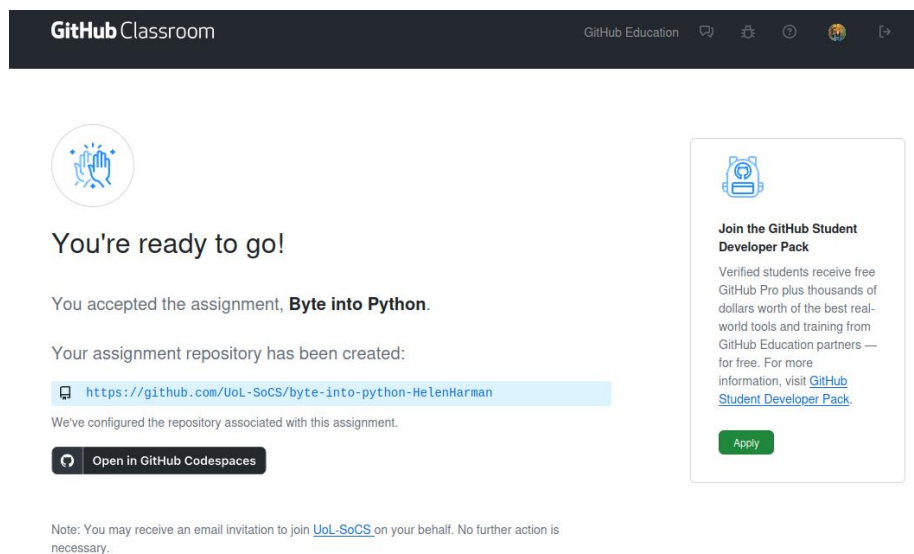 GitHub Classroom
GitHub Education
You're ready to go!
You accepted the assignment, Byte into Python.
Your assignment repository has been created:
https://github.com/UoL-SoCS/byte-into-python-HelenHarman
We've configured the repository associated with this assignment.
Open in GitHub Codespaces
Note: You may receive an email invitation to join UoL-SoCS on your behalf. No further action is
necessary.
Join the GitHub Student
Developer Pack
Verified students receive free
GitHub Pro plus thousands of
dollars worth of the best real-
world tools and training from
GitHub Education partners —
for free. For more
information, visit GitHub
Student Developer Pack.
Apply